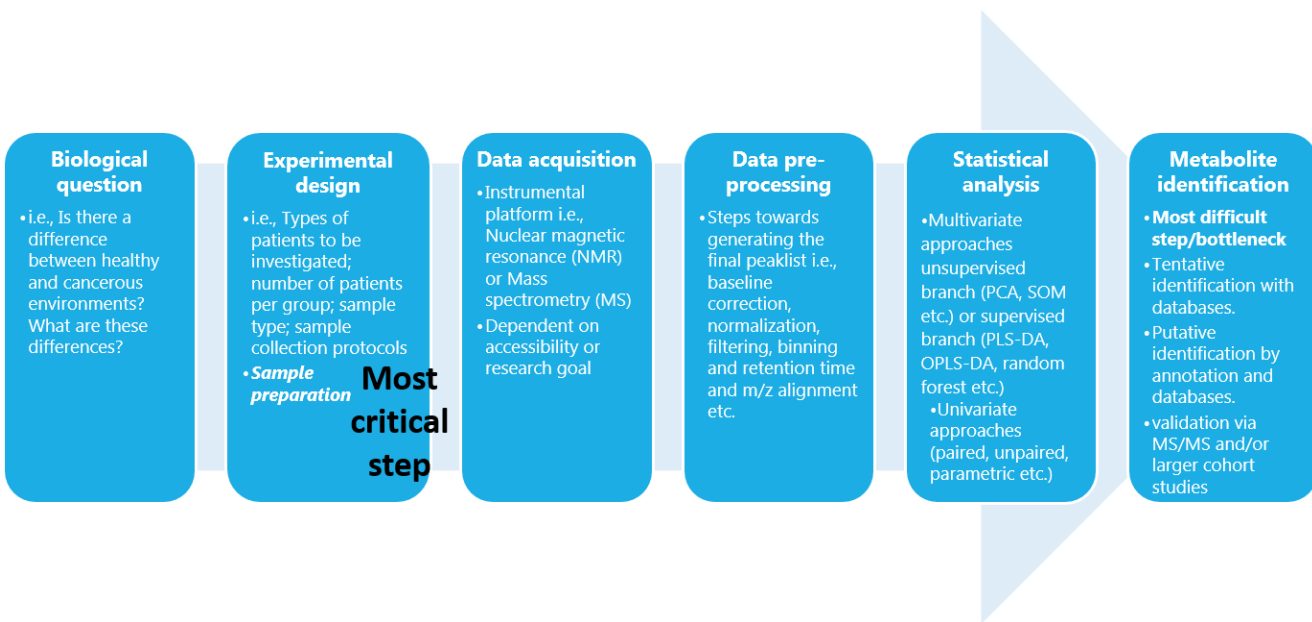 Biological
question
•i.e., Is there a
difference
between healthy
and cancerous
environments?
What are these
differences?
Experimental
design
•i.e., Types of
patients to be
investigated;
number of patients
per group; sample
type; sample
collection protocols
•Sample
preparation
Most
critical
step
Data acquisition
•Instrumental
platform i.e.,
Nuclear magnetic
resonance (NMR)
or Mass
spectrometry (MS)
•Dependent on
accessibility or
research goal
Data pre-
processing
•Steps towards
generating the
final peaklist i.e.,
baseline
correction,
normalization,
filtering, binning
and retention time
and m/z alignment
etc.
Statistical
analysis
•Multivariate
approaches
unsupervised
branch (PCA, SOM
etc.) or supervised
branch (PLS-DA,
OPLS-DA, random
forest etc.)
•Univariate
approaches
(paired, unpaired,
parametric etc.)
Metabolite
identification
•Most difficult
step/bottleneck
•Tentative
identification with
databases.
•Putative
identification by
annotation and
databases.
•validation via
MS/MS and/or
larger cohort
studies